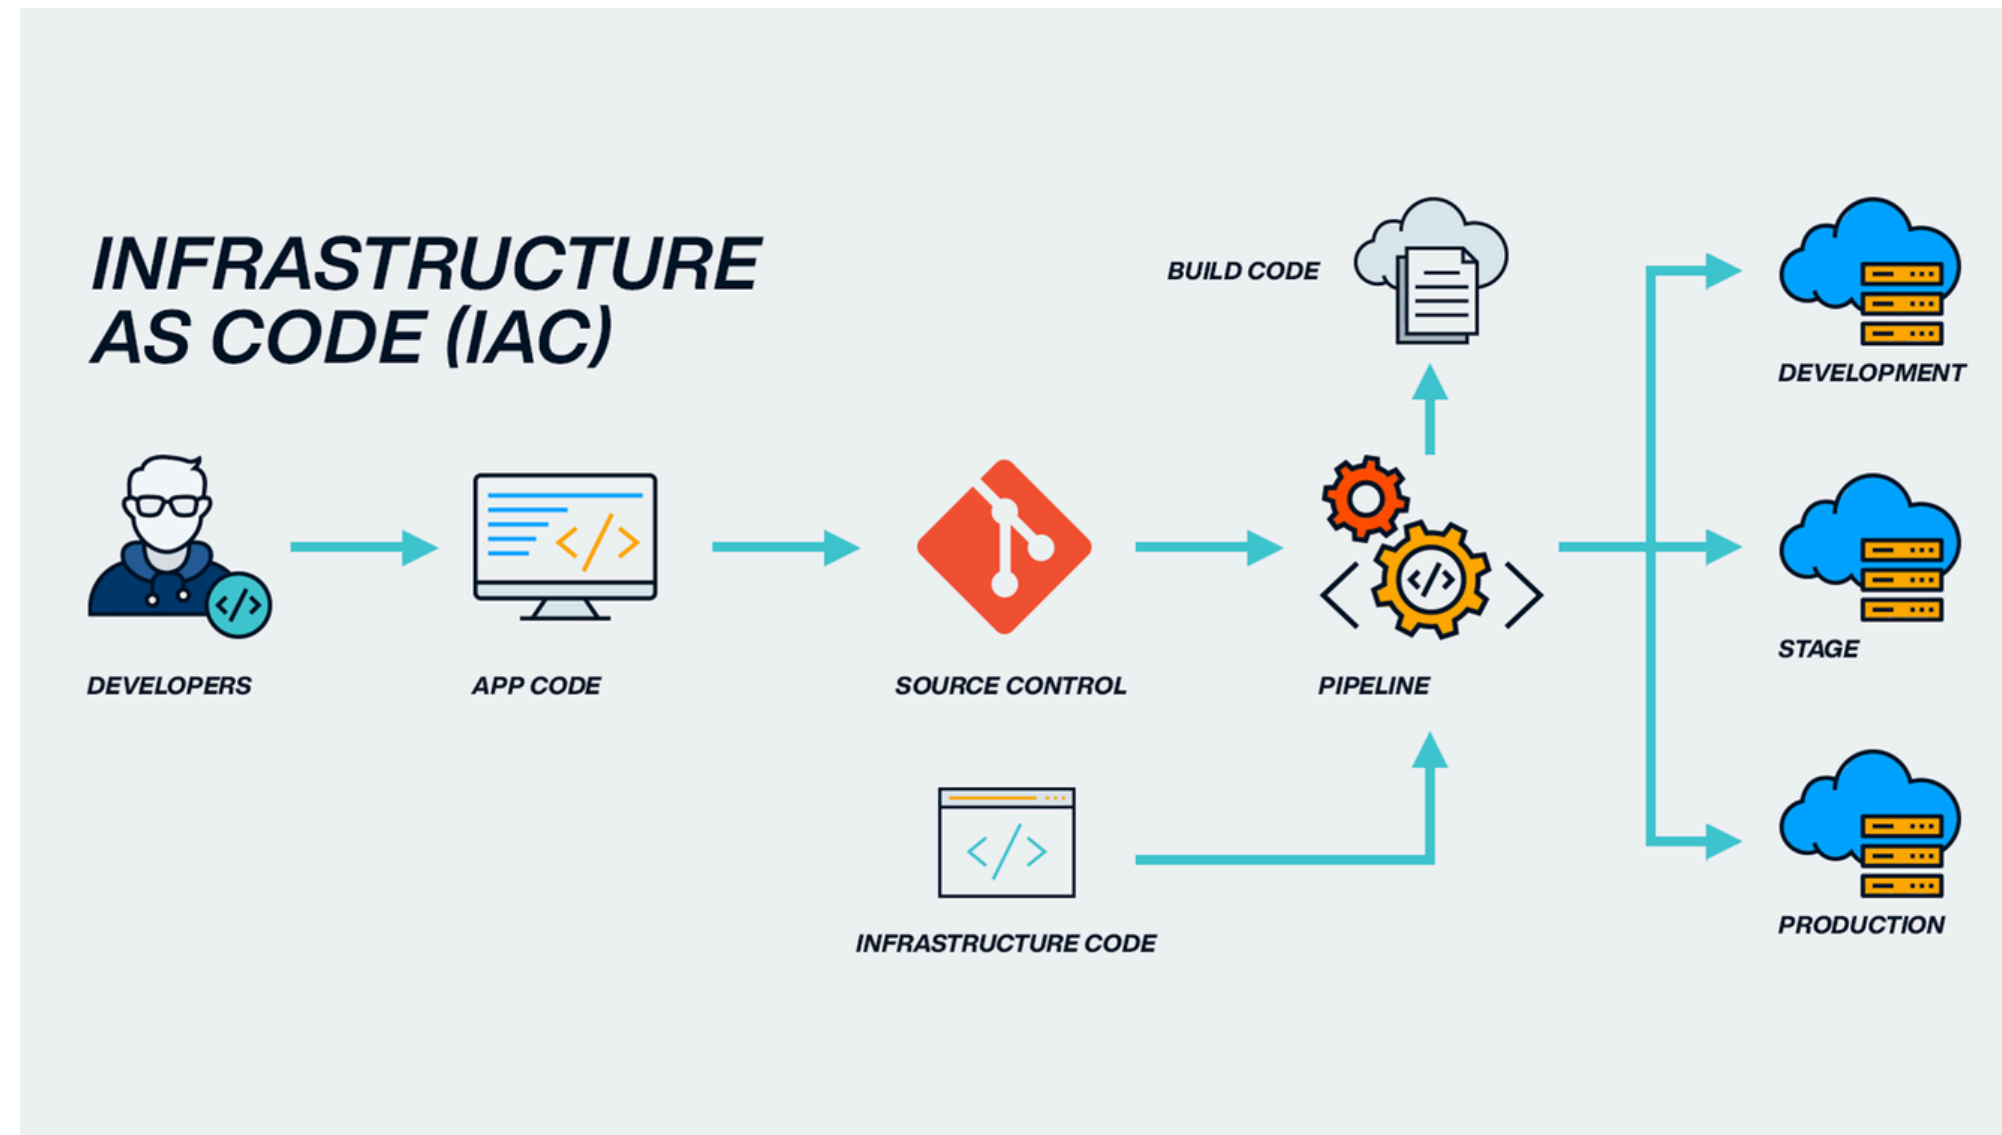 INFRASTRUCTURE
AS CODE (IAC)
BUILD CODE
DEVELOPMENT
STAGE
DEVELOPERS
APP CODE
SOURCE CONTROL
PIPELINE
PRODUCTION
INFRASTRUCTURE CODE